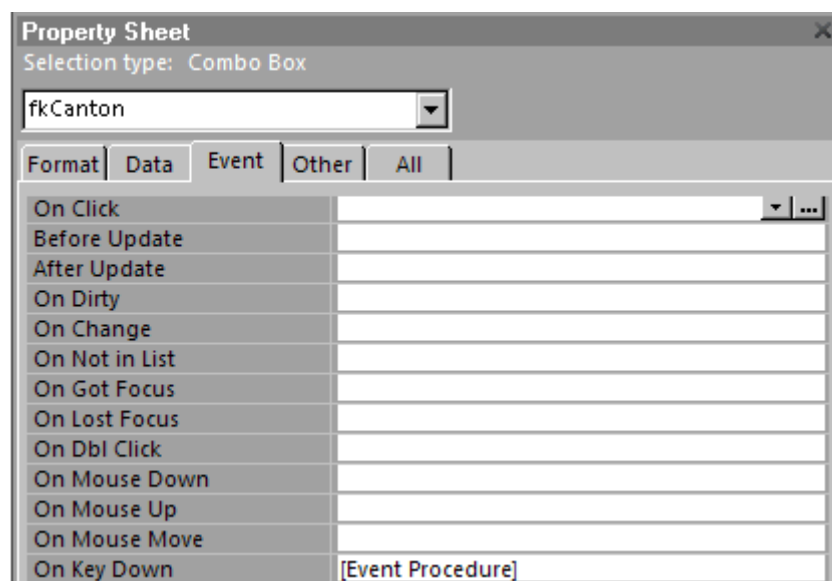 Property Sheet
Selection type: Combo Box
fkCanton
Format Data Event Other All
On Click ...
Before Update
After Update
On Dirty
On Change
On Not in List
On Got Focus
On Lost Focus
On Dbl Click
On Mouse Down
On Mouse Up
On Mouse Move
On Key Down [Event Procedure]